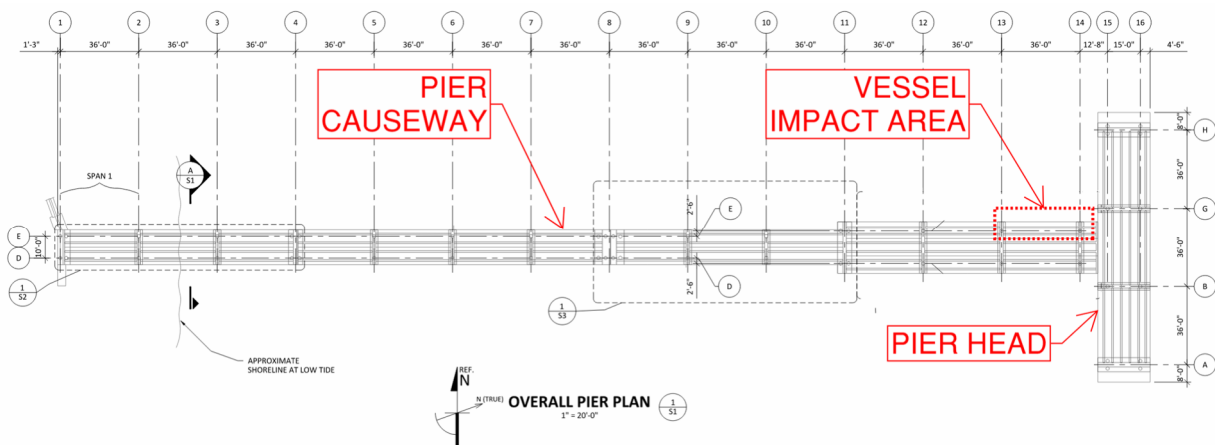 1 2 3 4 5 6 7 8 9 10 11 12 13 14 15 16
1'-3" 36'-0" 36'-0" 36'-0" 36'-0" 36'-0" 36'-0" 36'-0" 36'-0" 36'-0" 36'-0" 36'-0" 36'-0" 36'-0" 12'-8" 15'-0" 4'-6"
PIER
CAUSEWAY
VESSEL
IMPACT AREA
8'-0"
H
36'-0"
G
36'-0"
B
36'-0"
A
8'-0"
A
S1
SPAN 1
E
10'-0"
D
1
S2
2'-6"
E
2'-6"
D
1
S3
PIER HEAD
APPROXIMATE
SHORELINE AT LOW TIDE
REF.
N
N (TRUE)
OVERALL PIER PLAN
1" = 20'-0"
1
S1